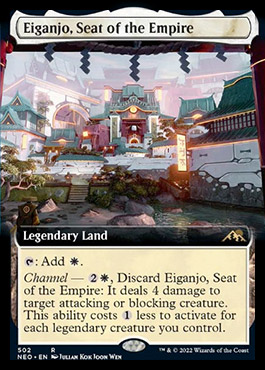 Eiganjo, Seat of the Empire
Legendary Land
: Add .
Channel — 2, Discard Eiganjo, Seat
of the Empire: It deals 4 damage to
target attacking or blocking creature.
This ability costs 1 less to activate for
each legendary creature you control.
502 R
NEO • EN Julian Kok Joon Wen
™ & © 2022 Wizards of the Coast